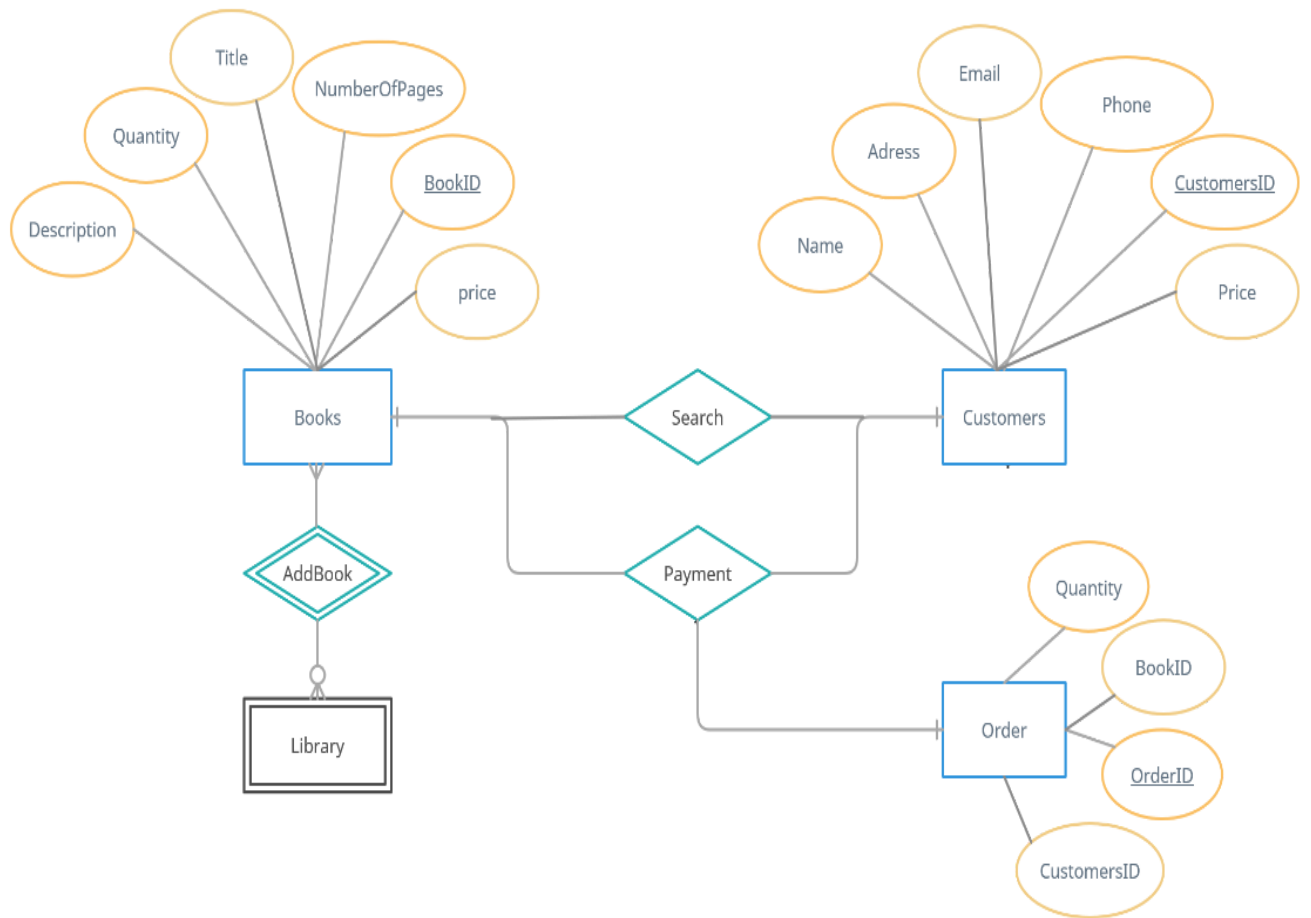 Title
NumberOfPages
Quantity
BookID
Description
price
Email
Phone
Adress
CustomersID
Name
Price
Books
Search
Customers
AddBook
Payment
Quantity
BookID
Order
Library
OrderID
CustomersID